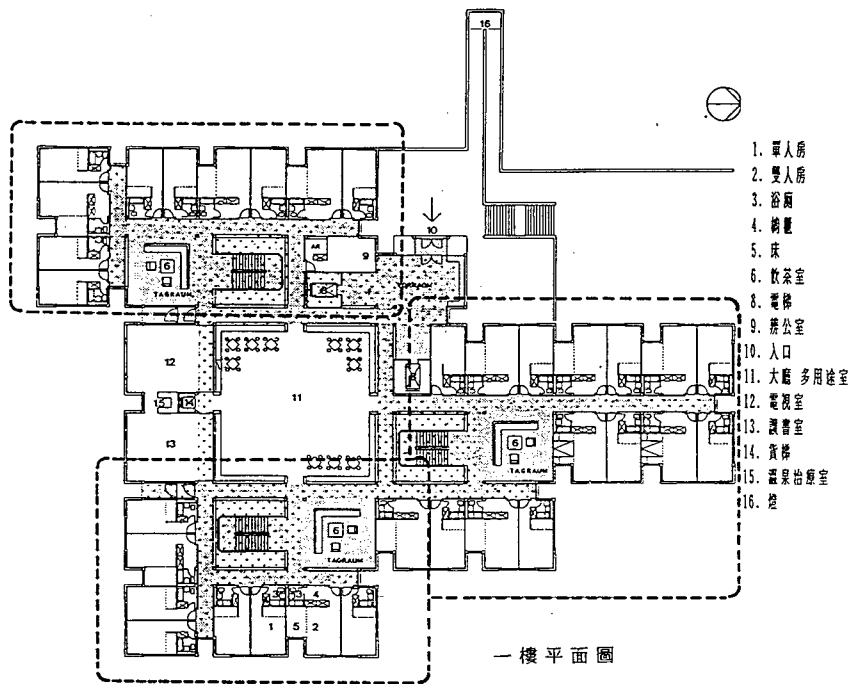 16
1. 單人房
2. 雙人房
3. 浴廁
5. 床
6. 飲茶室
8. 電梯
9. 辦公室
10. 入口
11. 大廳 多用途室
12. 電視室
13. 讀書室
14. 貨梯
15. 溫泉治療室
16. 燈
10
AR
9
6
TAGRAUM
12
11
15
14
13
6
TAGRAUM
6
TAGRAUM
3
4
1
5
2
一樓平面圖